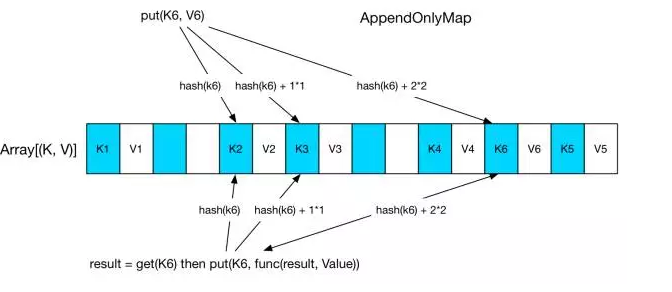 put(K6, V6)
AppendOnlyMap
hash(k6)
hash(k6) + 1*1
hash(k6) + 2*2
Array[(K, V)]
K1 V1 K2 V2 K3 V3 K4 V4 K6 V6 K5 V5
hash(k6)
hash(k6) + 1*1
hash(k6) + 2*2
result = get(K6) then put(K6, func(result, Value))